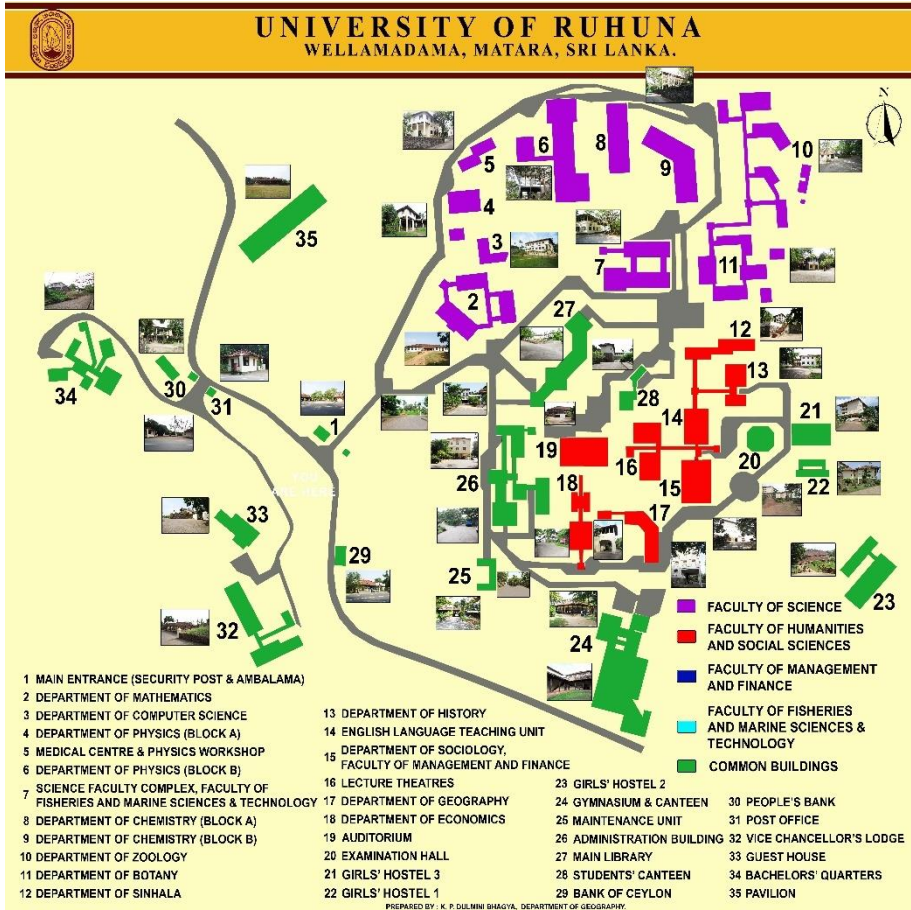 UNIVERSITY OF RUHUNA
WELLAMADAMA, MATARA, SRI LANKA.
N
35
5
6
8
9
10
4
3
2
7
11
27
12
13
34
30
31
1
28
14
21
19
20
16
26
18
15
22
YOU
ARE HERE
33
17
29
25
23
32
24
FACULTY OF SCIENCE
FACULTY OF HUMANITIES
AND SOCIAL SCIENCES
FACULTY OF MANAGEMENT
AND FINANCE
FACULTY OF FISHERIES
AND MARINE SCIENCES &
TECHNOLOGY
COMMON BUILDINGS
1 MAIN ENTRANCE (SECURITY POST & AMBALAMA)
2 DEPARTMENT OF MATHEMATICS
3 DEPARTMENT OF COMPUTER SCIENCE
4 DEPARTMENT OF PHYSICS (BLOCK A)
5 MEDICAL CENTRE & PHYSICS WORKSHOP
6 DEPARTMENT OF PHYSICS (BLOCK B)
7 SCIENCE FACULTY COMPLEX, FACULTY OF
FISHERIES AND MARINE SCIENCES & TECHNOLOGY
8 DEPARTMENT OF CHEMISTRY (BLOCK A)
9 DEPARTMENT OF CHEMISTRY (BLOCK B)
10 DEPARTMENT OF ZOOLOGY
11 DEPARTMENT OF BOTANY
12 DEPARTMENT OF SINHALA
13 DEPARTMENT OF HISTORY
14 ENGLISH LANGUAGE TEACHING UNIT
15 DEPARTMENT OF SOCIOLOGY,
FACULTY OF MANAGEMENT AND FINANCE
16 LECTURE THEATRES
17 DEPARTMENT OF GEOGRAPHY
18 DEPARTMENT OF ECONOMICS
19 AUDITORIUM
20 EXAMINATION HALL
21 GIRLS' HOSTEL 3
22 GIRLS' HOSTEL 1
23 GIRLS' HOSTEL 2
24 GYMNASIUM & CANTEEN
25 MAINTENANCE UNIT
26 ADMINISTRATION BUILDING
27 MAIN LIBRARY
28 STUDENTS' CANTEEN
29 BANK OF CEYLON
30 PEOPLE'S BANK
31 POST OFFICE
32 VICE CHANCELLOR'S LODGE
33 GUEST HOUSE
34 BACHELORS' QUARTERS
35 PAVILION
PREPARED BY : K. P. DULMINI BHAGYA, DEPARTMENT OF GEOGRAPHY.